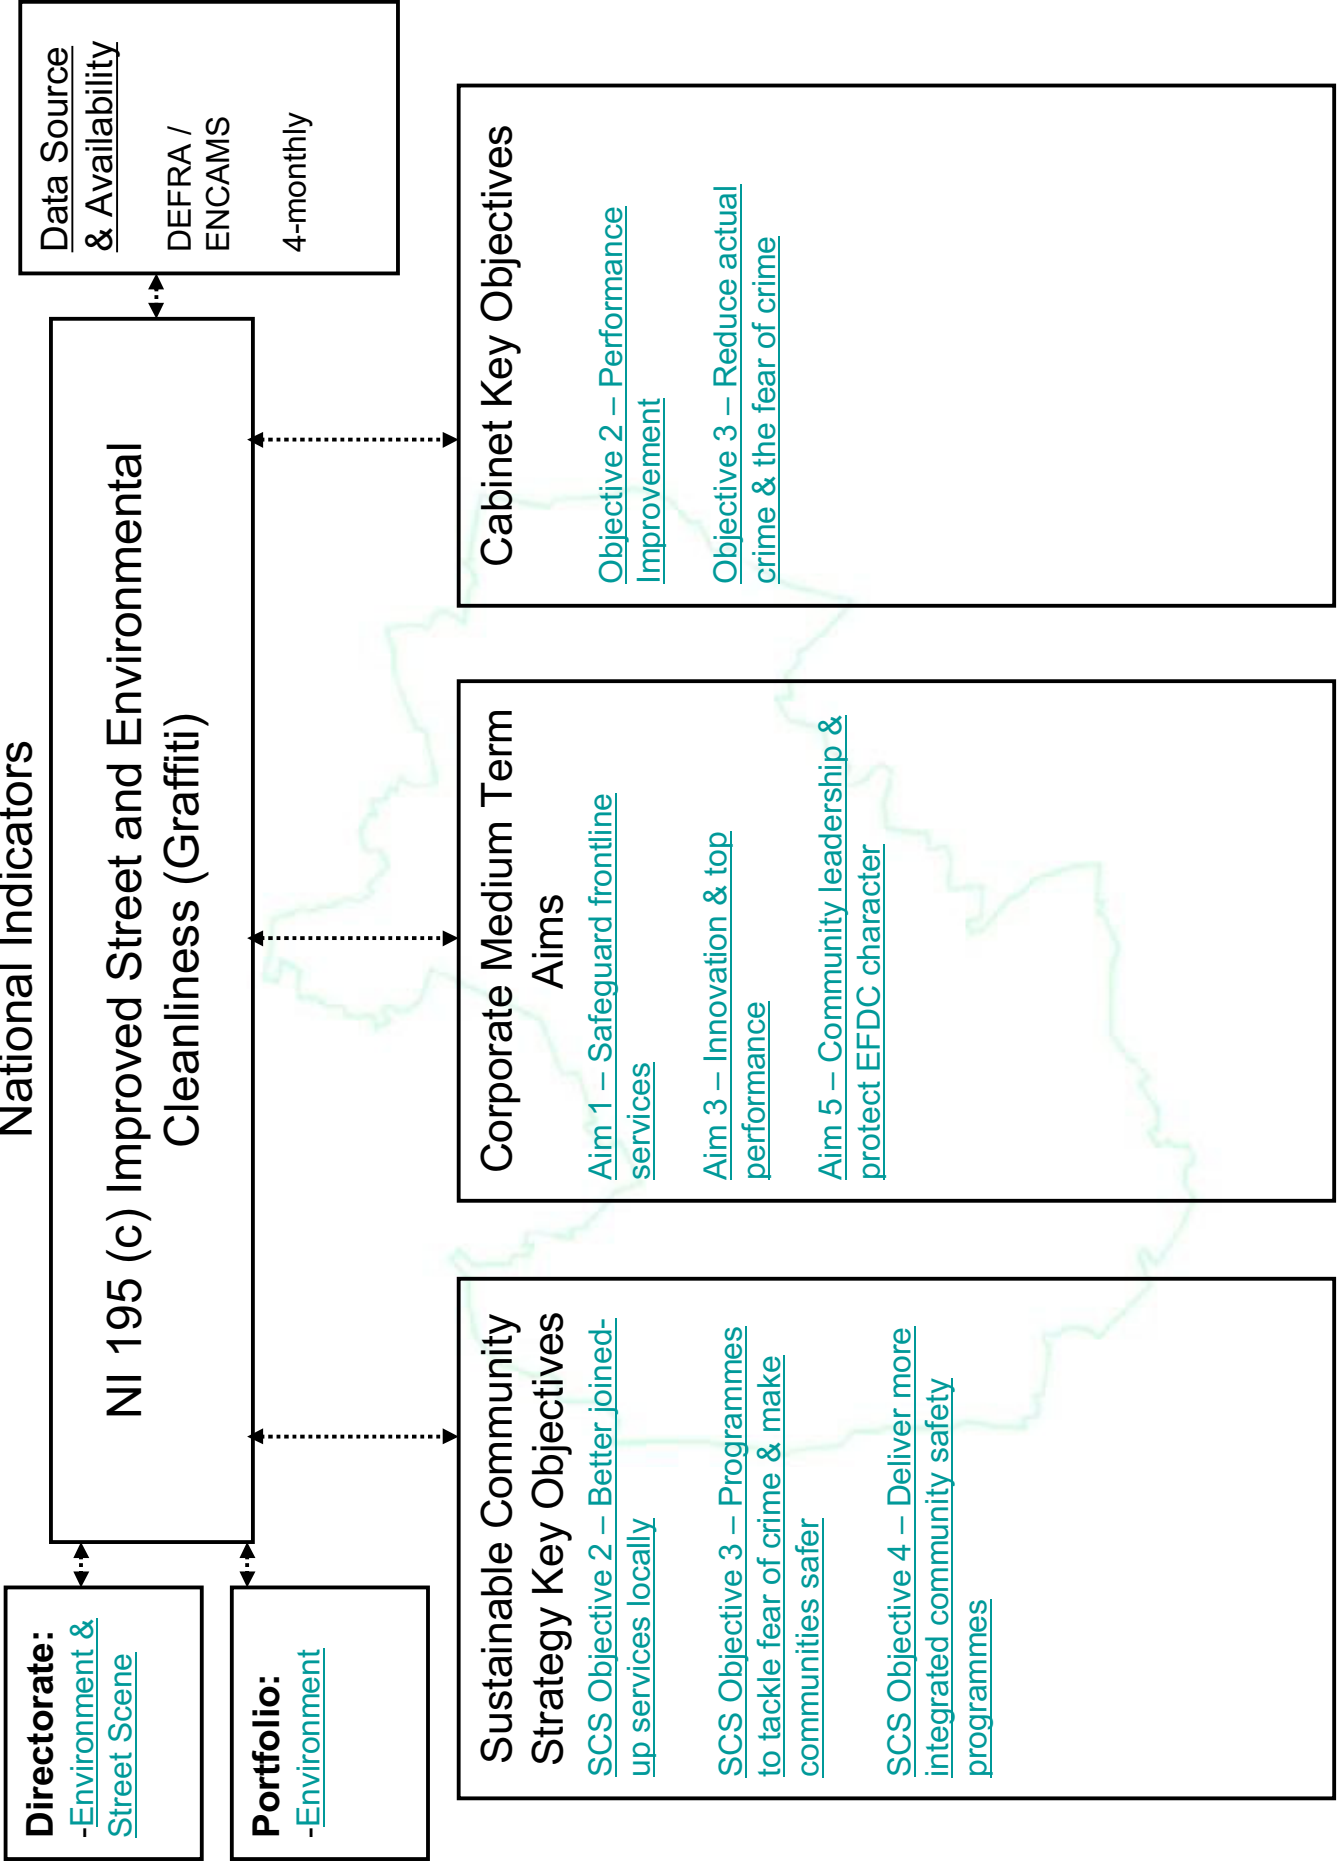 National Indicators
Directorate:
-Environment &
Street Scene
Portfolio:
-Environment
NI 195 (c) Improved Street and Environmental
Cleanliness (Graffiti)
Data Source
& Availability
DEFRA /
ENCAMS
4-monthly
Sustainable Community
Strategy Key Objectives
SCS Objective 2 – Better joined-
up services locally
SCS Objective 3 – Programmes
to tackle fear of crime & make
communities safer
SCS Objective 4 – Deliver more
integrated community safety
programmes
Corporate Medium Term
Aims
Aim 1 – Safeguard frontline
services
Aim 3 – Innovation & top
performance
Aim 5 – Community leadership &
protect EFDC character
Cabinet Key Objectives
Objective 2 – Performance
Improvement
Objective 3 – Reduce actual
crime & the fear of crime